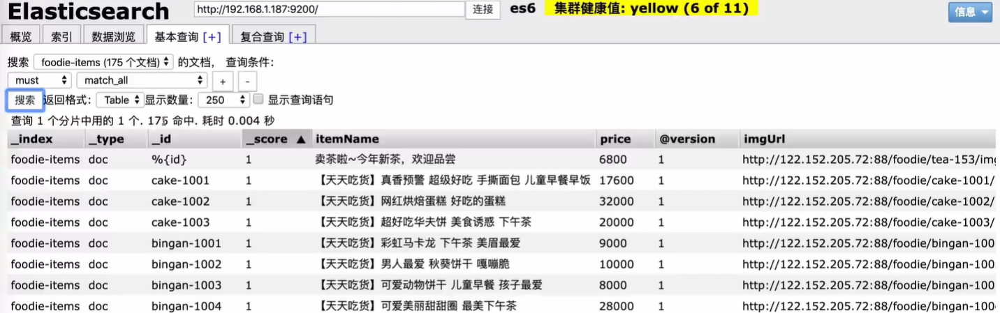 Elasticsearch http://192.168.1.187:9200/ 连接 es6 集群健康值: yellow (6 of 11) 信息
概览 索引 数据浏览 基本查询 [+] 复合查询 [+]
搜索 foodie-items (175 个文档) 的文档, 查询条件:
must match_all + -
搜索 返回格式: Table 显示数量: 250 显示查询语句
查询 1 个分片中用的 1 个. 175 命中. 耗时 0.004 秒
_index _type _id _score ▲ itemName price @version imgUrl
foodie-items doc %{id} 1 卖茶啦~今年新茶，欢迎品尝 6800 1 http://122.152.205.72:88/foodie/tea-153/img
foodie-items doc cake-1001 1 【天天吃货】真香预警 超级好吃 手撕面包 儿童早餐早饭 17600 1 http://122.152.205.72:88/foodie/cake-1001/
foodie-items doc cake-1002 1 【天天吃货】网红烘焙蛋糕 好吃的蛋糕 32000 1 http://122.152.205.72:88/foodie/cake-1002/
foodie-items doc cake-1003 1 【天天吃货】超好吃华夫饼 美食诱惑 下午茶 20000 1 http://122.152.205.72:88/foodie/cake-1003/
foodie-items doc bingan-1001 1 【天天吃货】彩虹马卡龙 下午茶 美眉最爱 9000 1 http://122.152.205.72:88/foodie/bingan-100
foodie-items doc bingan-1002 1 【天天吃货】男人最爱 秋葵饼干 嘎嘣脆 10000 1 http://122.152.205.72:88/foodie/bingan-100
foodie-items doc bingan-1003 1 【天天吃货】可爱动物饼干 儿童早餐 孩子最爱 8000 1 http://122.152.205.72:88/foodie/bingan-100
foodie-items doc bingan-1004 1 【天天吃货】可爱美丽甜甜圈 最美下午茶 28000 1 http://122.152.205.72:88/foodie/bingan-100